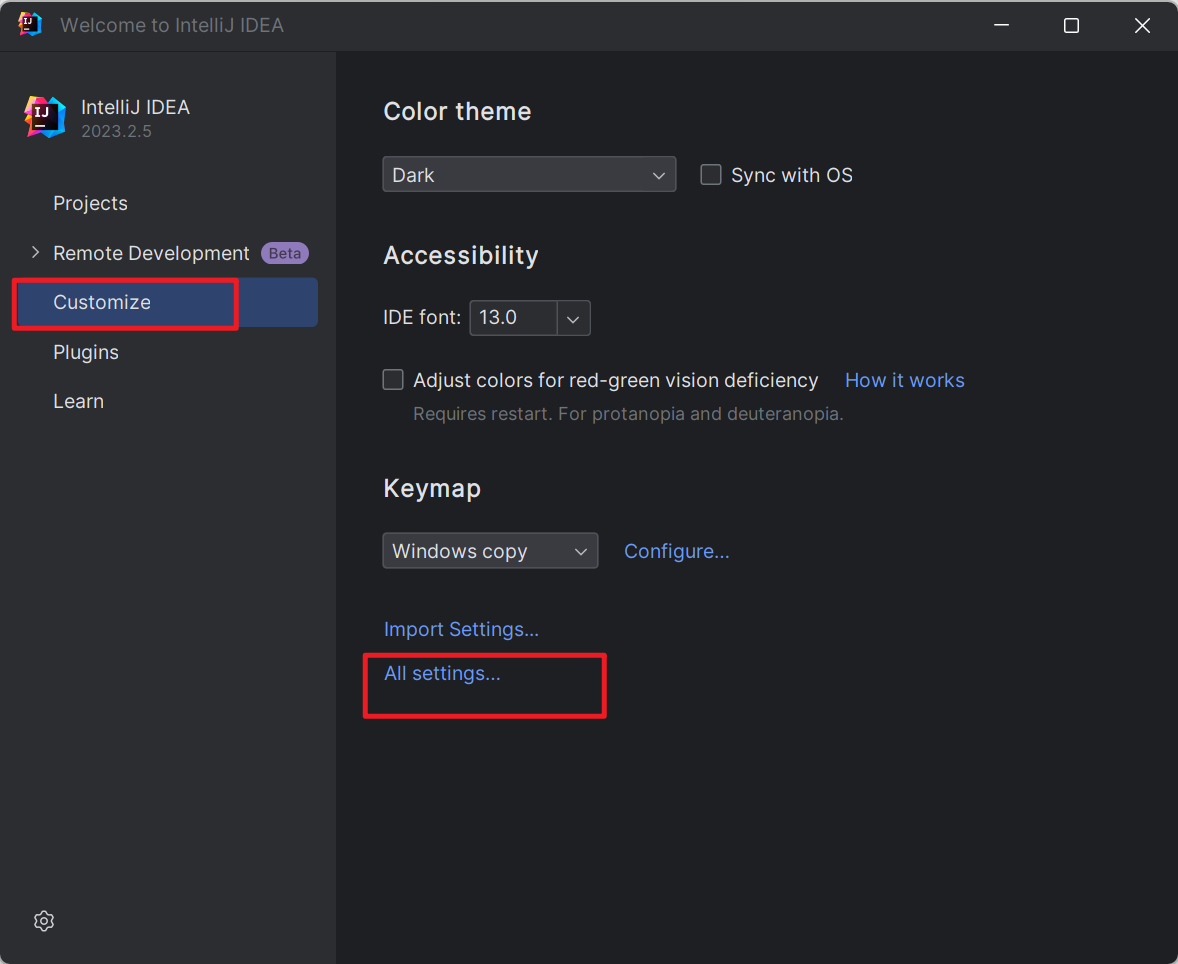 Welcome to IntelliJ IDEA
IJ
IntelliJ IDEA
2023.2.5
Projects
Remote Development Beta
Customize
Plugins
Learn
Color theme
Dark Sync with OS
Accessibility
IDE font: 13.0
Adjust colors for red-green vision deficiency How it works
Requires restart. For protanopia and deuteranopia.
Keymap
Windows copy Configure...
Import Settings...
All settings...